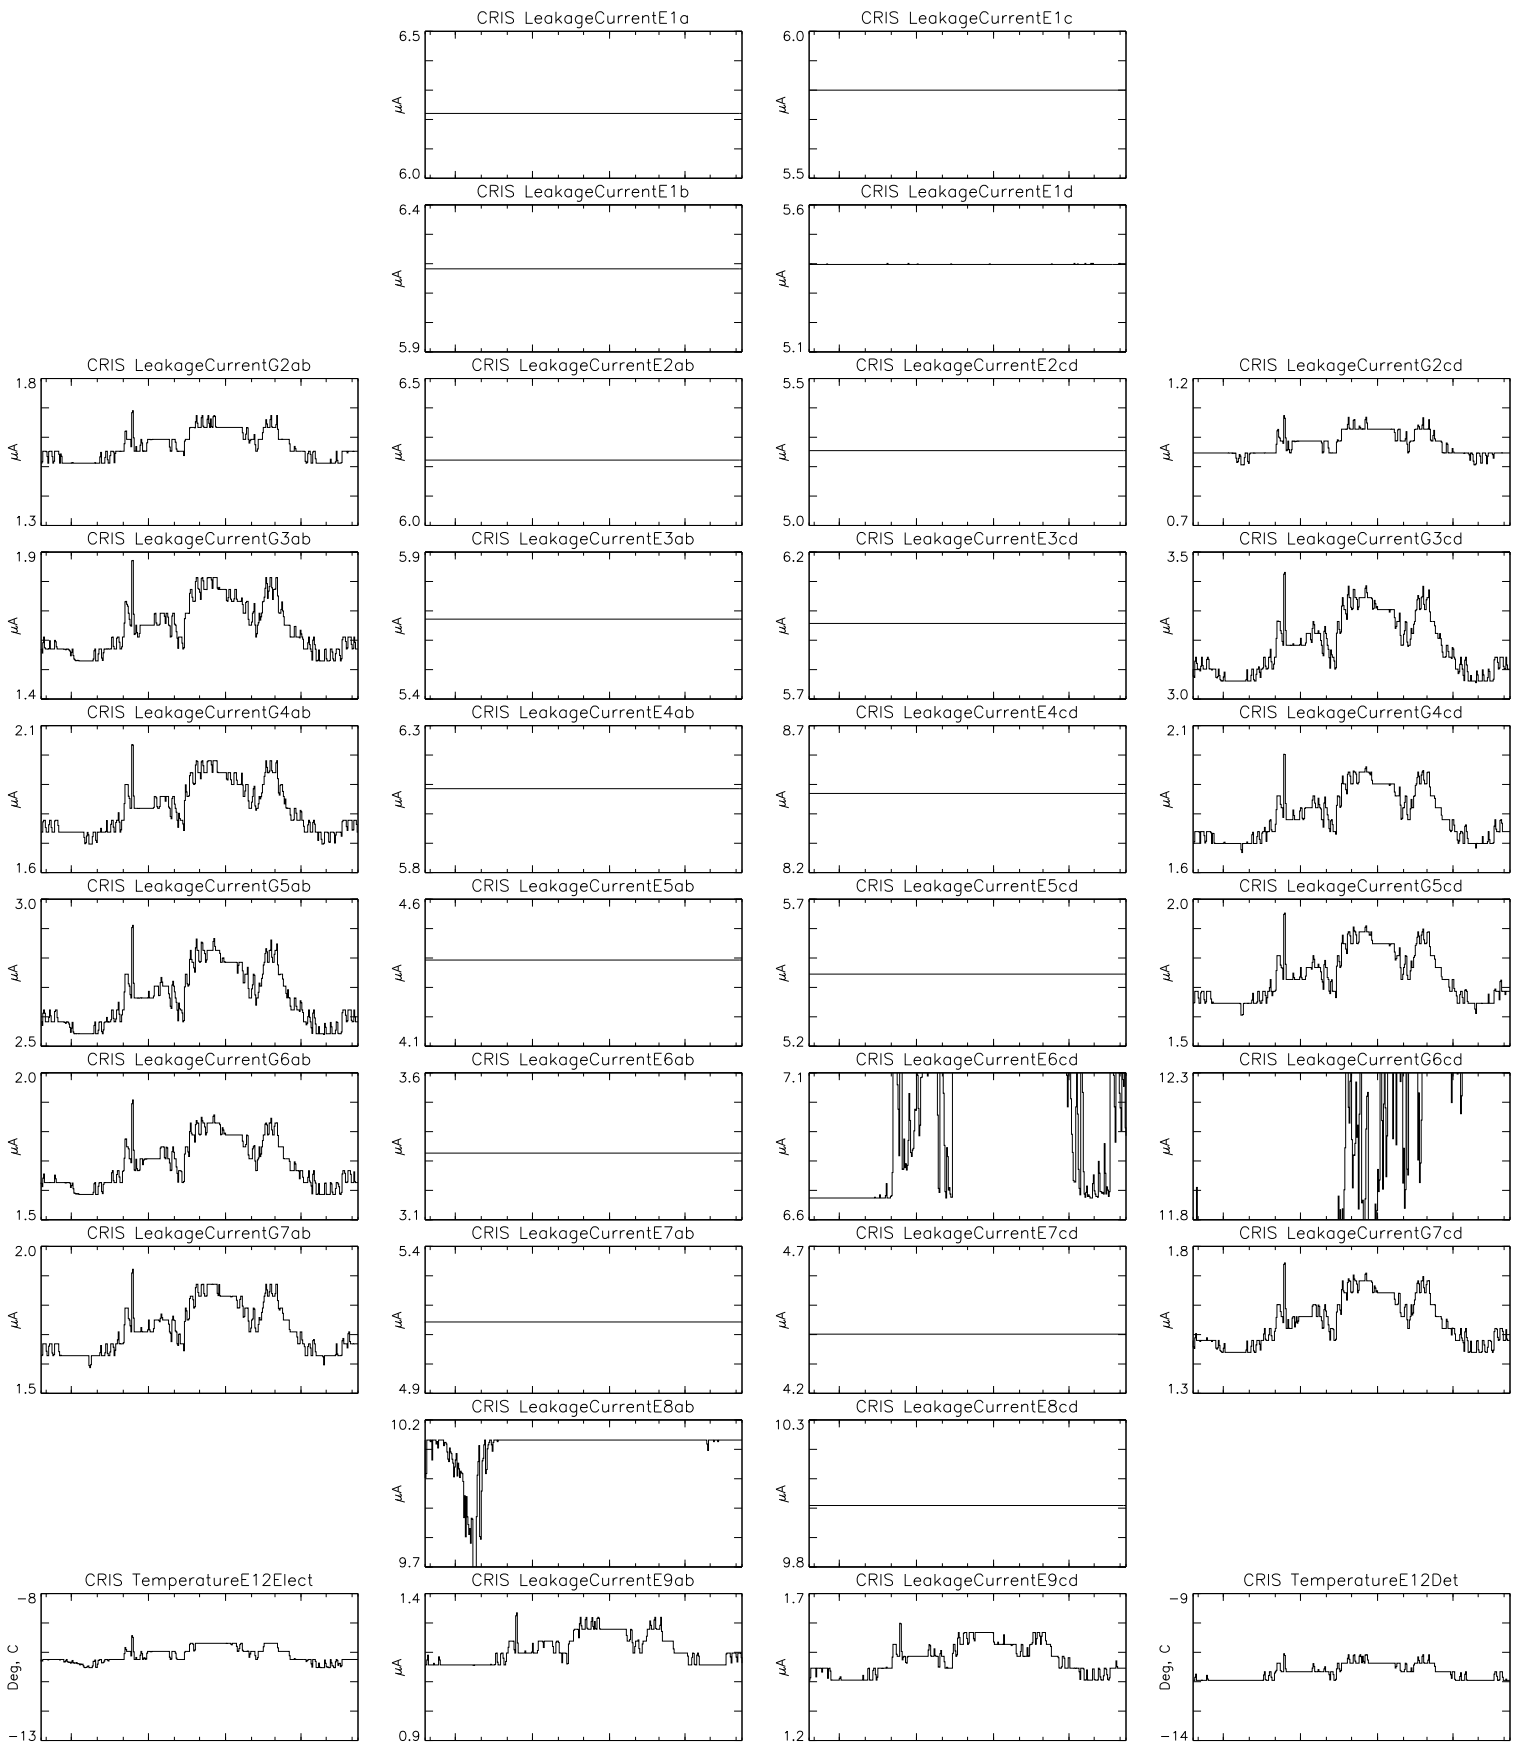 CRIS LeakageCurrentE1a
6.5
μA
6.0
CRIS LeakageCurrentE1c
6.0
μA
5.5
CRIS LeakageCurrentE1b
6.4
μA
5.9
CRIS LeakageCurrentE1d
5.6
μA
5.1
CRIS LeakageCurrentG2ab
1.8
μA
1.3
CRIS LeakageCurrentE2ab
6.5
μA
6.0
CRIS LeakageCurrentE2cd
5.5
μA
5.0
CRIS LeakageCurrentG2cd
1.2
μA
0.7
CRIS LeakageCurrentG3ab
1.9
μA
1.4
CRIS LeakageCurrentE3ab
5.9
μA
5.4
CRIS LeakageCurrentE3cd
6.2
μA
5.7
CRIS LeakageCurrentG3cd
3.5
μA
3.0
CRIS LeakageCurrentG4ab
2.1
μA
1.6
CRIS LeakageCurrentE4ab
6.3
μA
5.8
CRIS LeakageCurrentE4cd
8.7
μA
8.2
CRIS LeakageCurrentG4cd
2.1
μA
1.6
CRIS LeakageCurrentG5ab
3.0
μA
2.5
CRIS LeakageCurrentE5ab
4.6
μA
4.1
CRIS LeakageCurrentE5cd
5.7
μA
5.2
CRIS LeakageCurrentG5cd
2.0
μA
1.5
CRIS LeakageCurrentG6ab
2.0
μA
1.5
CRIS LeakageCurrentE6ab
3.6
μA
3.1
CRIS LeakageCurrentE6cd
7.1
μA
6.6
CRIS LeakageCurrentG6cd
12.3
μA
11.8
CRIS LeakageCurrentG7ab
2.0
μA
1.5
CRIS LeakageCurrentE7ab
5.4
μA
4.9
CRIS LeakageCurrentE7cd
4.7
μA
4.2
CRIS LeakageCurrentG7cd
1.8
μA
1.3
CRIS LeakageCurrentE8ab
10.2
μA
9.7
CRIS LeakageCurrentE8cd
10.3
μA
9.8
CRIS TemperatureE12Elect
-8
Deg, C
-13
CRIS LeakageCurrentE9ab
1.4
μA
0.9
CRIS LeakageCurrentE9cd
1.7
μA
1.2
CRIS TemperatureE12Det
-9
Deg, C
-14